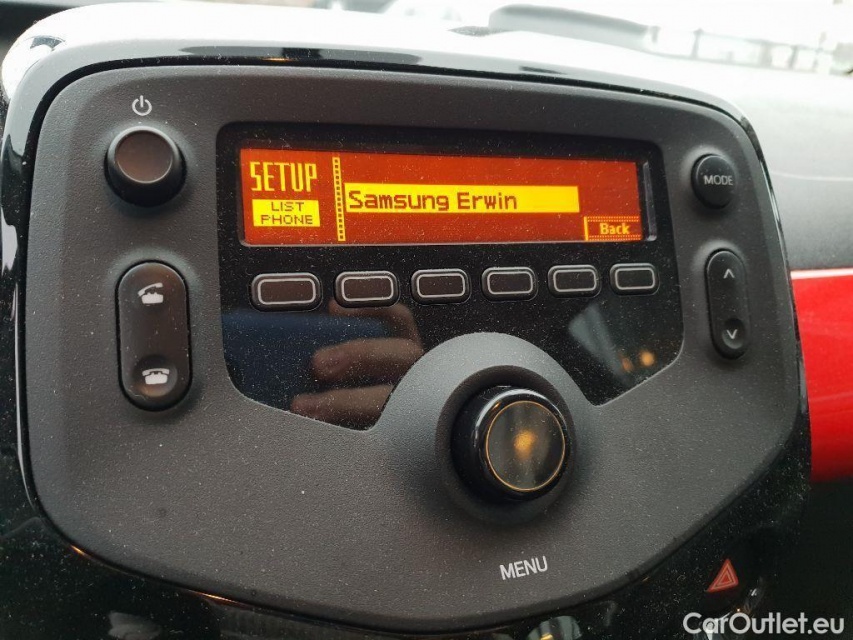 SETUP
LIST
PHONE
Samsung Erwin
Back
MODE
MENU
CarOutlet.eu